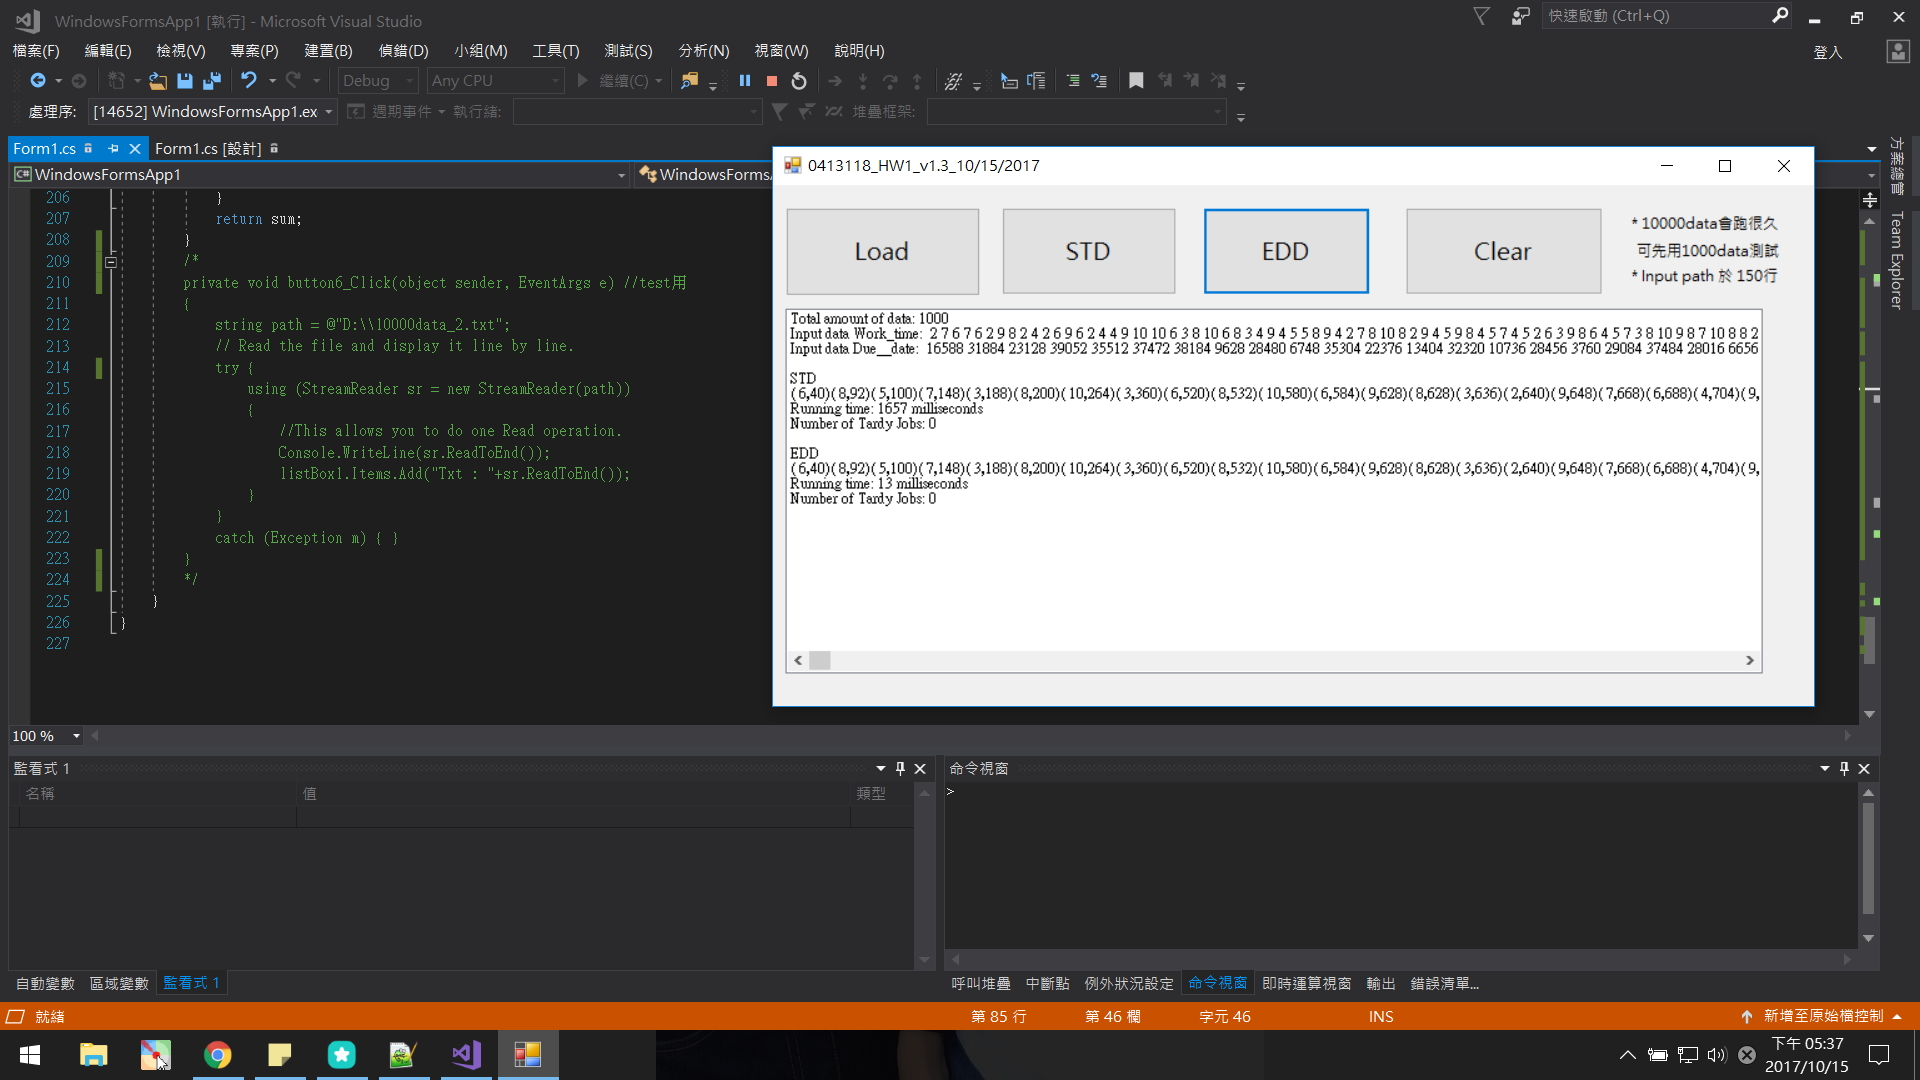 WindowsFormsApp1 [執行] - Microsoft Visual Studio
快速啟動 (Ctrl+Q)
檔案(F) 編輯(E) 檢視(V) 專案(P) 建置(B) 偵錯(D) 小組(M) 工具(T) 測試(S) 分析(N) 視窗(W) 說明(H)
登入
Debug Any CPU 繼續(C)
處理序: [14652] WindowsFormsApp1.ex 週期事件 執行緒: 堆疊框架:
Form1.cs Form1.cs [設計]
WindowsFormsApp1 WindowsFormsA
206 }
207 return sum;
208 }
209 /*
210 private void button6_Click(object sender, EventArgs e) //test用
211 {
212 string path = @"D:\\10000data_2.txt";
213 // Read the file and display it line by line.
214 try {
215 using (StreamReader sr = new StreamReader(path))
216 {
217 //This allows you to do one Read operation.
218 Console.WriteLine(sr.ReadToEnd());
219 listBox1.Items.Add("Txt : "+sr.ReadToEnd());
220 }
221 }
222 catch (Exception m) { }
223 }
224 */
225 }
226 }
227
100 %
0413118_HW1_v1.3_10/15/2017
Load STD EDD Clear
* 10000data會跑很久
可先用1000data測試
* Input path 於 150行
Total amount of data: 1000
Input data Work_time: 2 7 6 7 6 2 9 8 2 4 2 6 9 6 2 4 4 9 10 10 6 3 8 10 6 8 3 4 9 4 5 5 8 9 4 2 7 8 10 8 2 9 4 5 9 8 4 5 7 4 5 2 6 3 9 8 6 4 5 7 3 8 10 9 8 7 10 8 8 2
Input data Due__date: 16588 31884 23128 39052 35512 37472 38184 9628 28480 6748 35304 22376 13404 32320 10736 28456 3760 29084 37484 28016 6656
STD
( 6,40)( 8,92)( 5,100)( 7,148)( 3,188)( 8,200)( 10,264)( 3,360)( 6,520)( 8,532)( 10,580)( 6,584)( 9,628)( 8,628)( 3,636)( 2,640)( 9,648)( 7,668)( 6,688)( 4,704)( 9,
Running time: 1657 milliseconds
Number of Tardy Jobs: 0
EDD
( 6,40)( 8,92)( 5,100)( 7,148)( 3,188)( 8,200)( 10,264)( 3,360)( 6,520)( 8,532)( 10,580)( 6,584)( 9,628)( 8,628)( 3,636)( 2,640)( 9,648)( 7,668)( 6,688)( 4,704)( 9,
Running time: 13 milliseconds
Number of Tardy Jobs: 0
方案總管
Team Explorer
監看式 1
名稱 值 類型
命令視窗
>
自動變數 區域變數 監看式 1
呼叫堆疊 中斷點 例外狀況設定 命令視窗 即時運算視窗 輸出 錯誤清單...
就緒 第 85 行 第 46 欄 字元 46 INS 新增至原始檔控制
下午 05:37
2017/10/15